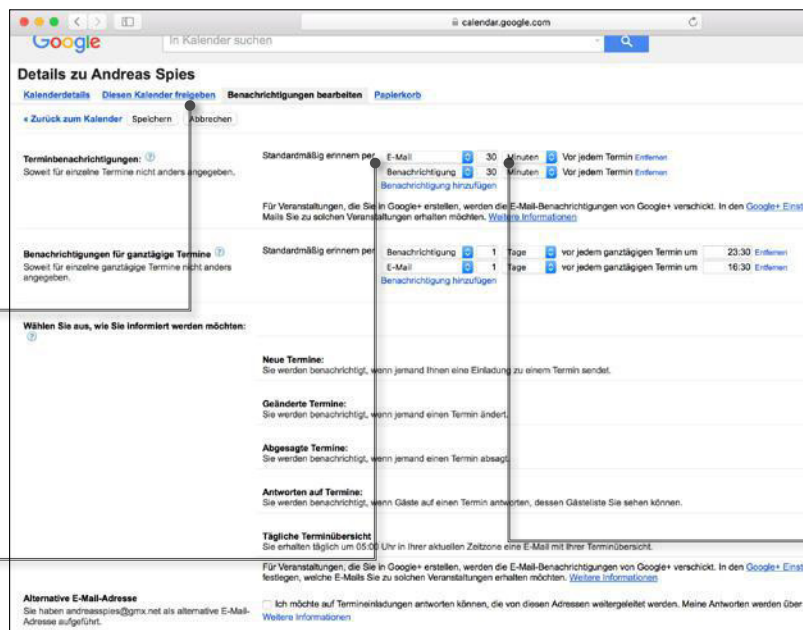 calendar.google.com
Google
In Kalender suchen
Details zu Andreas Spies
Kalenderdetails Diesen Kalender freigeben Benachrichtigungen bearbeiten Papierkorb
« Zurück zum Kalender Speichern Abbrechen
Terminbenachrichtigungen:
Soweit für einzelne Termine nicht anders angegeben.
Standardmäßig erinnern per E-Mail 30 Minuten Vor jedem Termin Entfernen
Benachrichtigung 30 Minuten Vor jedem Termin Entfernen
Benachrichtigung hinzufügen
Für Veranstaltungen, die Sie in Google+ erstellen, werden die E-Mail-Benachrichtigungen von Google+ verschickt. In den Google+ Einst
Mails Sie zu solchen Veranstaltungen erhalten möchten. Weitere Informationen
Benachrichtigungen für ganztägige Termine
Soweit für einzelne ganztägige Termine nicht anders
angegeben.
Standardmäßig erinnern per Benachrichtigung 1 Tage vor jedem ganztägigen Termin um 23:30 Entfernen
E-Mail 1 Tage vor jedem ganztägigen Termin um 16:30 Entfernen
Benachrichtigung hinzufügen
Wählen Sie aus, wie Sie informiert werden möchten:
Neue Termine:
Sie werden benachrichtigt, wenn jemand Ihnen eine Einladung zu einem Termin sendet.
Geänderte Termine:
Sie werden benachrichtigt, wenn jemand einen Termin ändert.
Abgesagte Termine:
Sie werden benachrichtigt, wenn jemand einen Termin absagt.
Antworten auf Termine:
Sie werden benachrichtigt, wenn Gäste auf einen Termin antworten, dessen Gästeliste Sie sehen können.
Tägliche Terminübersicht
Sie erhalten täglich um 05:00 Uhr in Ihrer aktuellen Zeitzone eine E-Mail mit Ihrer Terminübersicht.
Für Veranstaltungen, die Sie in Google+ erstellen, werden die E-Mail-Benachrichtigungen von Google+ verschickt. In den Google+ Einst
festlegen, welche E-Mails Sie zu solchen Veranstaltungen erhalten möchten. Weitere Informationen
Alternative E-Mail-Adresse
Sie haben andreasspies@gmx.net als alternative E-Mail-
Adresse aufgeführt.
Ich möchte auf Termineinladungen antworten können, die von diesen Adressen weitergeleitet werden. Meine Antworten werden über
Weitere Informationen